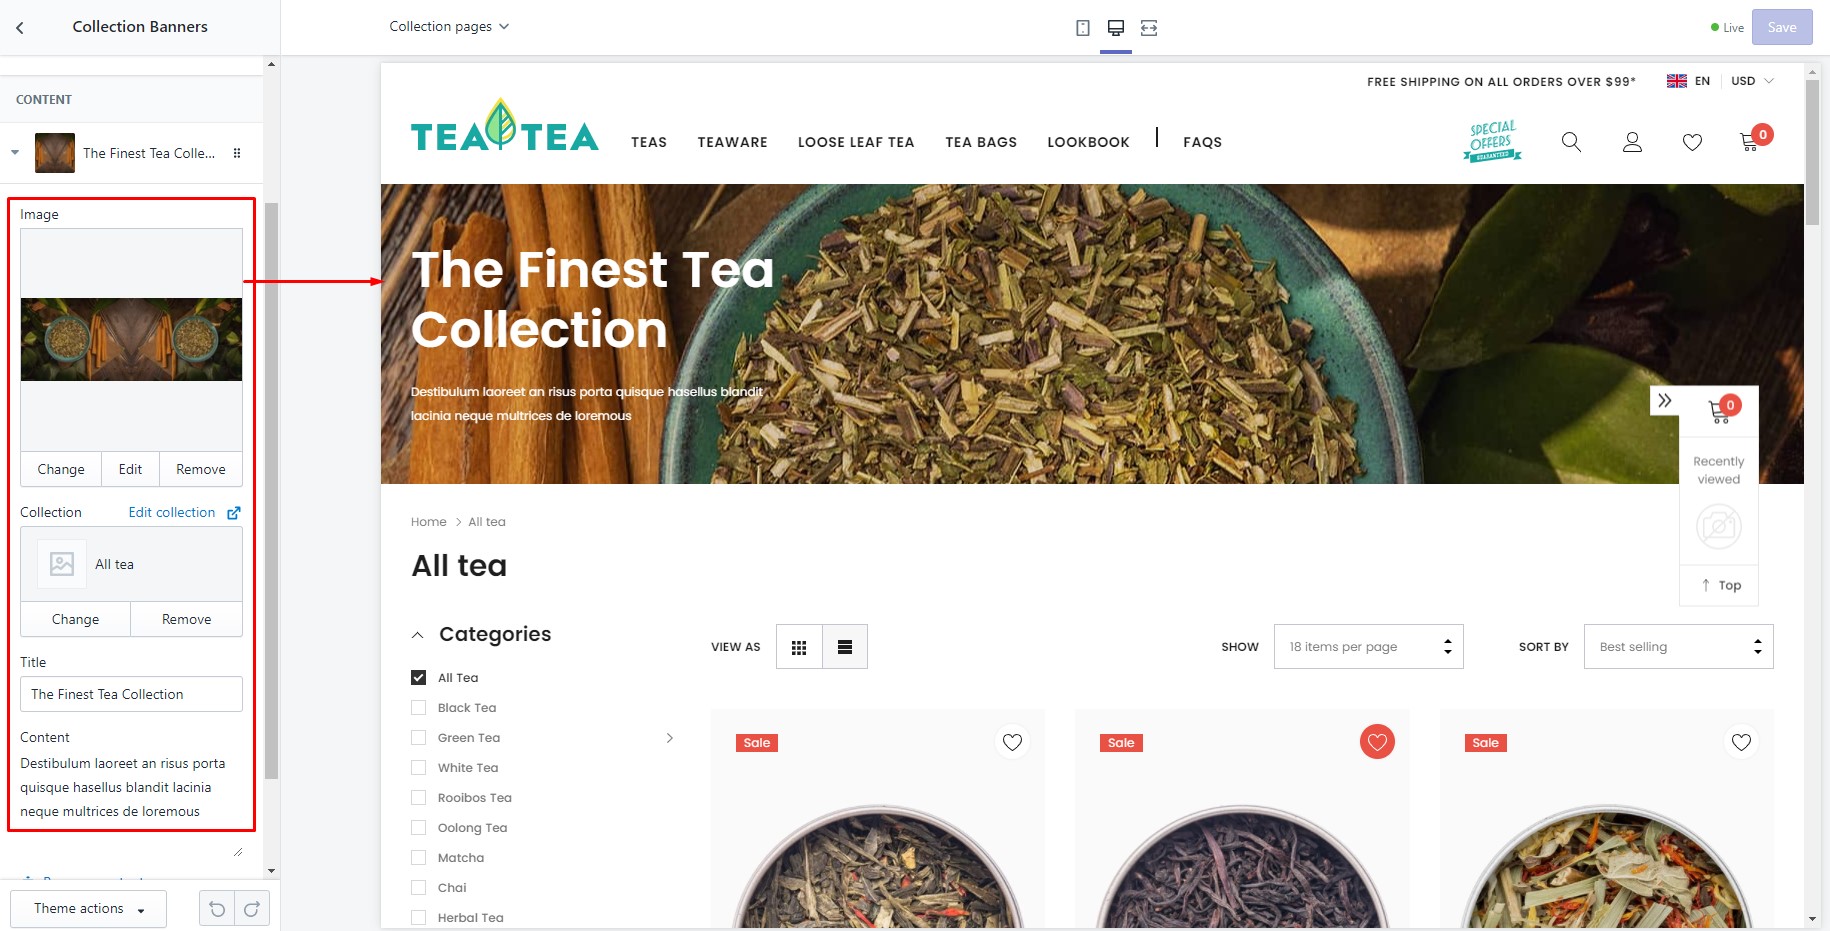 Collection Banners
Collection pages
Live
Save
CONTENT
The Finest Tea Colle...
Image
Change
Edit
Remove
Collection
Edit collection
All tea
Change
Remove
Title
The Finest Tea Collection
Content
Destibulum laoreet an risus porta
quisque hasellus blandit lacinia
neque multrices de loremous
Theme actions
FREE SHIPPING ON ALL ORDERS OVER $99*
EN
USD
TEA TEA
TEAS
TEAWARE
LOOSE LEAF TEA
TEA BAGS
LOOKBOOK
FAQS
SPECIAL
OFFERS
GUARANTEED
0
The Finest Tea
Collection
Destibulum laoreet an risus porta quisque hasellus blandit
lacinia neque multrices de loremous
0
Recently
viewed
Top
Home
All tea
All tea
Categories
All Tea
Black Tea
Green Tea
White Tea
Rooibos Tea
Oolong Tea
Matcha
Chai
Herbal Tea
VIEW AS
SHOW
18 items per page
SORT BY
Best selling
Sale
Sale
Sale